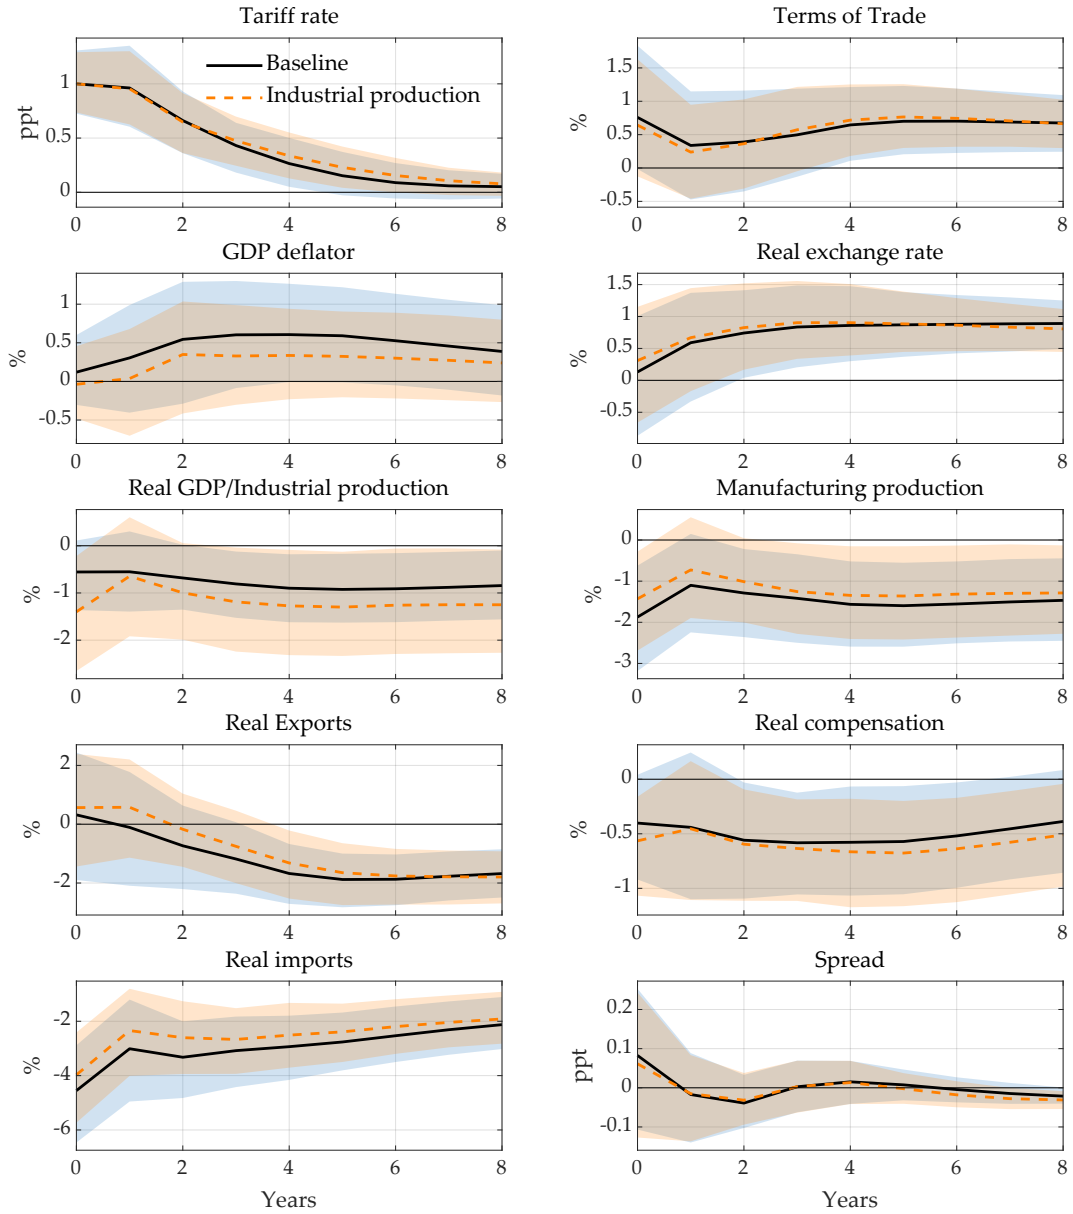 Tariff rate
Terms of Trade
Baseline
Industrial production
ppt
1
0.5
0
0 2 4 6 8
%
1.5
1
0.5
0
-0.5
0 2 4 6 8
GDP deflator
Real exchange rate
%
1
0.5
0
-0.5
0 2 4 6 8
%
1.5
1
0.5
0
-0.5
0 2 4 6 8
Real GDP/Industrial production
Manufacturing production
%
0
-1
-2
0 2 4 6 8
%
0
-1
-2
-3
0 2 4 6 8
Real Exports
Real compensation
%
2
0
-2
0 2 4 6 8
%
0
-0.5
-1
0 2 4 6 8
Real imports
Spread
%
-2
-4
-6
0 2 4 6 8
Years
ppt
0.2
0.1
0
-0.1
0 2 4 6 8
Years